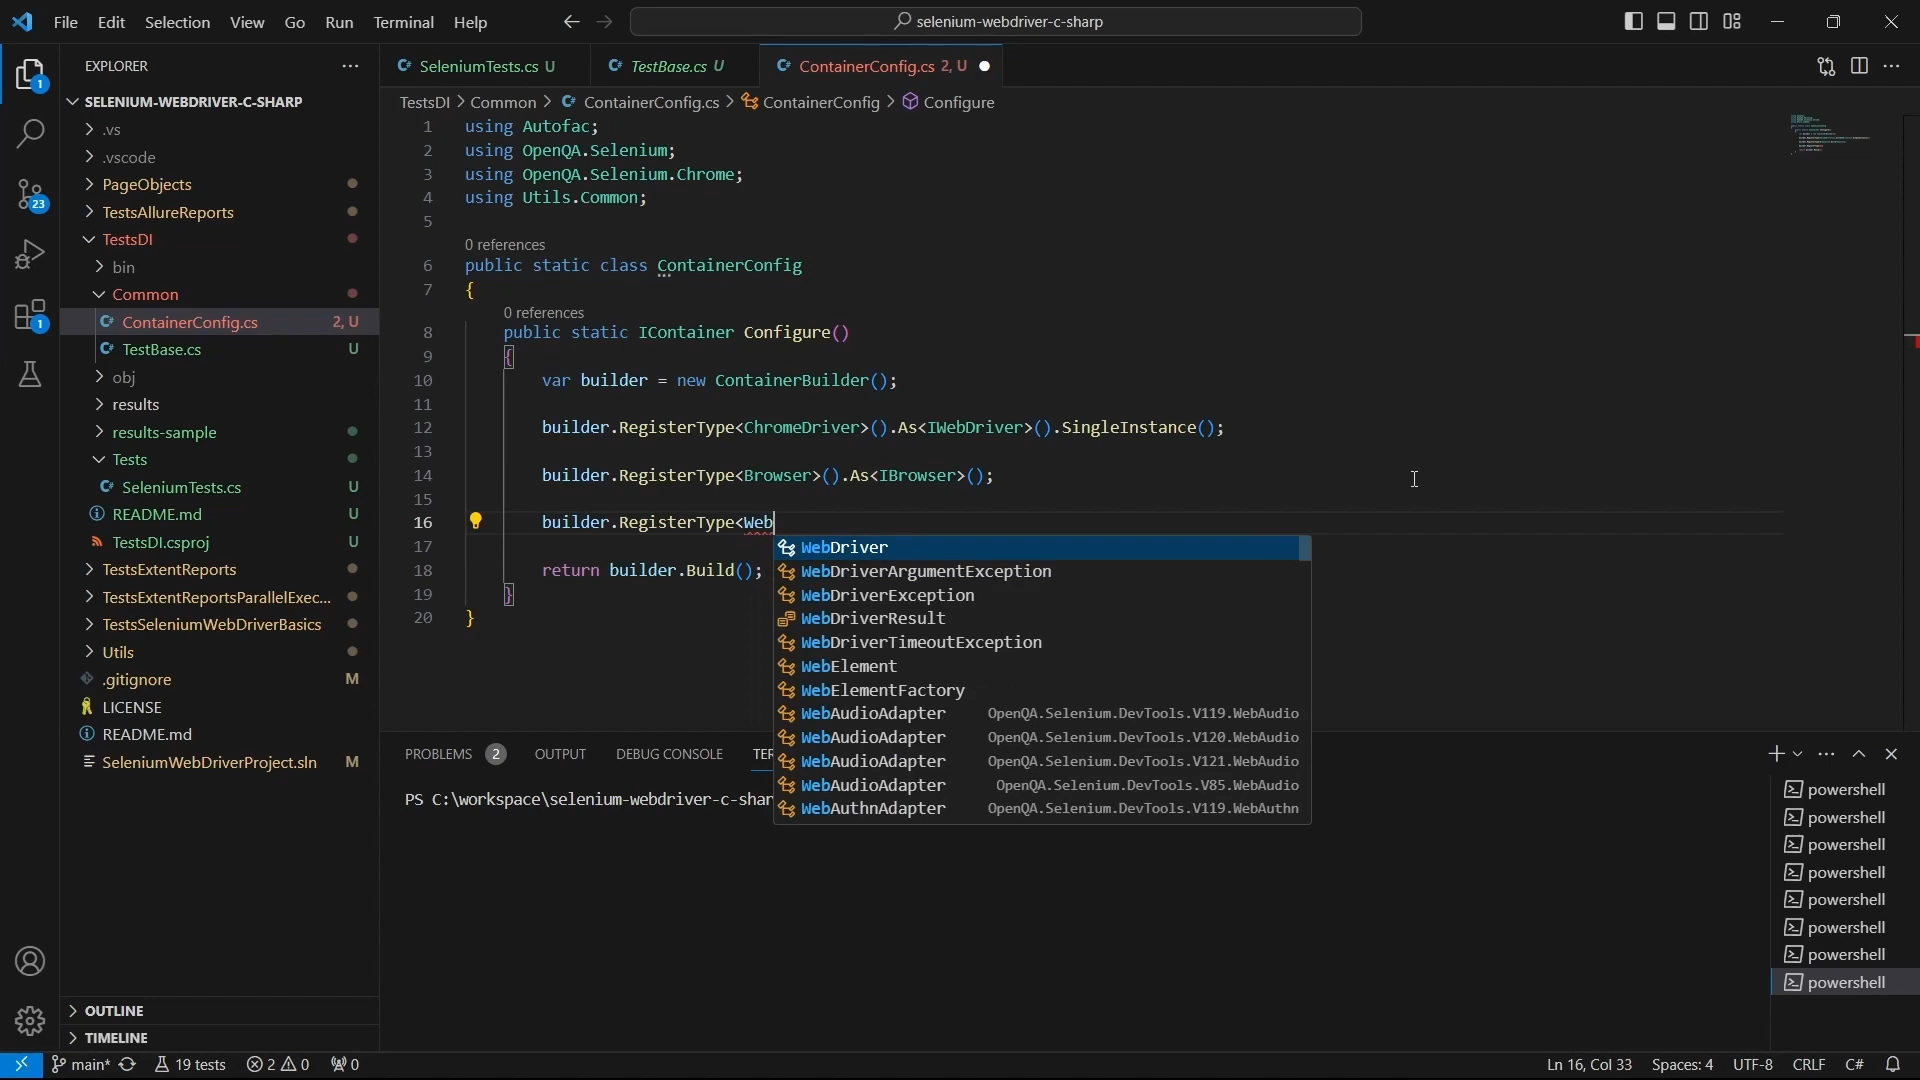 File Edit Selection View Go Run Terminal Help
selenium-webdriver-c-sharp
EXPLORER
SELENIUM-WEBDRIVER-C-SHARP
.vs
.vscode
PageObjects
TestsAllureReports
TestsDI
bin
Common
ContainerConfig.cs 2, U
TestBase.cs U
obj
results
results-sample
Tests
SeleniumTests.cs U
README.md U
TestsDI.csproj U
TestsExtentReports
TestsExtentReportsParallelExec...
TestsSeleniumWebDriverBasics
Utils
.gitignore M
LICENSE
README.md
SeleniumWebDriverProject.sln M
OUTLINE
TIMELINE
1
23
1
SeleniumTests.cs U TestBase.cs U ContainerConfig.cs 2, U
TestsDI > Common > ContainerConfig.cs > ContainerConfig > Configure
1 using Autofac;
2 using OpenQA.Selenium;
3 using OpenQA.Selenium.Chrome;
4 using Utils.Common;
5
0 references
6 public static class ContainerConfig
7 {
0 references
8 public static IContainer Configure()
9 {
10 var builder = new ContainerBuilder();
11
12 builder.RegisterType<ChromeDriver>().As<IWebDriver>().SingleInstance();
13
14 builder.RegisterType<Browser>().As<IBrowser>();
15
16 builder.RegisterType<Web
17
18 return builder.Build();
19 }
20 }
WebDriver
WebDriverArgumentException
WebDriverException
WebDriverResult
WebDriverTimeoutException
WebElement
WebElementFactory
WebAudioAdapter OpenQA.Selenium.DevTools.V119.WebAudio
WebAudioAdapter OpenQA.Selenium.DevTools.V120.WebAudio
WebAudioAdapter OpenQA.Selenium.DevTools.V121.WebAudio
WebAudioAdapter OpenQA.Selenium.DevTools.V85.WebAudio
WebAuthnAdapter OpenQA.Selenium.DevTools.V119.WebAuthn
PROBLEMS 2 OUTPUT DEBUG CONSOLE TER
PS C:\workspace\selenium-webdriver-c-shar
powershell
powershell
powershell
powershell
powershell
powershell
powershell
powershell
main* 19 tests 2 0 0 Ln 16, Col 33 Spaces: 4 UTF-8 CRLF C#